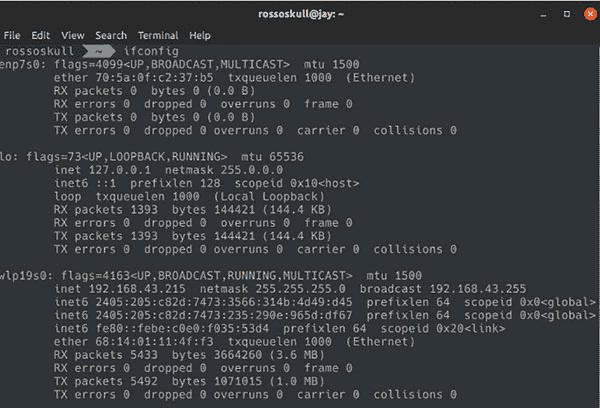 rossoskull@jay: ~
File Edit View Search Terminal Help
rossoskull ~ ifconfig
enp7s0: flags=4099<UP,BROADCAST,MULTICAST> mtu 1500
ether 70:5a:0f:c2:37:b5 txqueuelen 1000 (Ethernet)
RX packets 0 bytes 0 (0.0 B)
RX errors 0 dropped 0 overruns 0 frame 0
TX packets 0 bytes 0 (0.0 B)
TX errors 0 dropped 0 overruns 0 carrier 0 collisions 0
lo: flags=73<UP,LOOPBACK,RUNNING> mtu 65536
inet 127.0.0.1 netmask 255.0.0.0
inet6 ::1 prefixlen 128 scopeid 0x10<host>
loop txqueuelen 1000 (Local Loopback)
RX packets 1393 bytes 144421 (144.4 KB)
RX errors 0 dropped 0 overruns 0 frame 0
TX packets 1393 bytes 144421 (144.4 KB)
TX errors 0 dropped 0 overruns 0 carrier 0 collisions 0
wlp19s0: flags=4163<UP,BROADCAST,RUNNING,MULTICAST> mtu 1500
inet 192.168.43.215 netmask 255.255.255.0 broadcast 192.168.43.255
inet6 2405:205:c82d:7473:3566:314b:4d49:d45 prefixlen 64 scopeid 0x0<global>
inet6 2405:205:c82d:7473:235:290e:965d:df67 prefixlen 64 scopeid 0x0<global>
inet6 fe80::febe:c0e0:f035:53d4 prefixlen 64 scopeid 0x20<link>
ether 68:14:01:11:4f:f3 txqueuelen 1000 (Ethernet)
RX packets 5433 bytes 3664260 (3.6 MB)
RX errors 0 dropped 0 overruns 0 frame 0
TX packets 5492 bytes 1071015 (1.0 MB)
TX errors 0 dropped 0 overruns 0 carrier 0 collisions 0